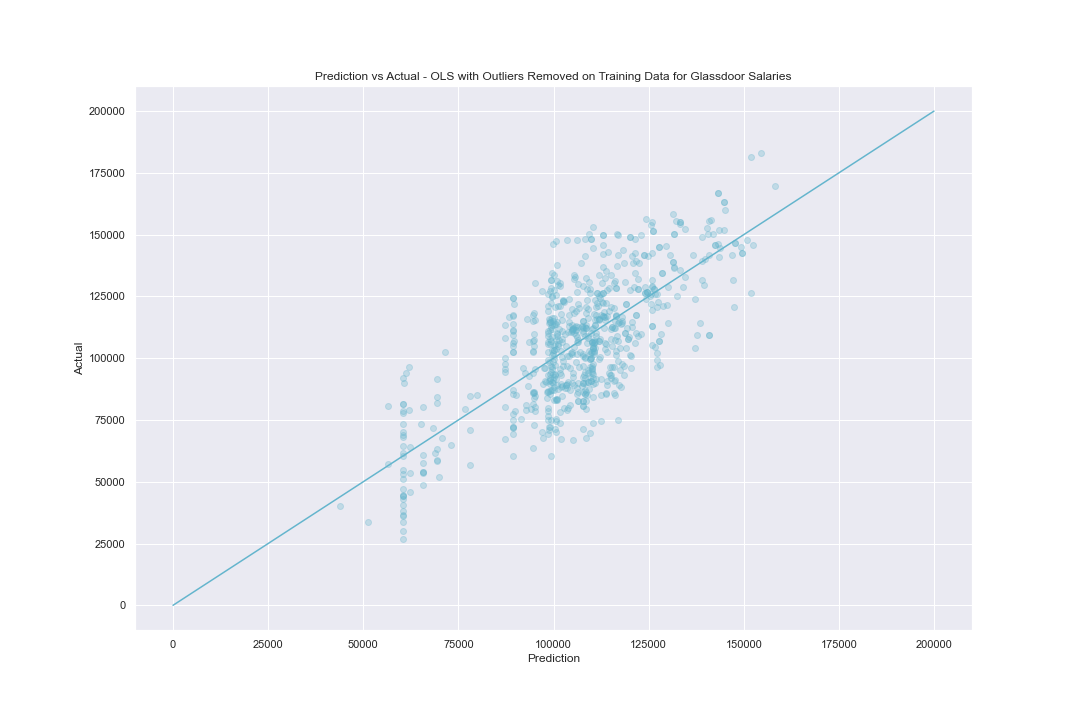 Prediction vs Actual - OLS with Outliers Removed on Training Data for Glassdoor Salaries
200000
175000
150000
125000
100000
75000
50000
25000
0
Actual
0 25000 50000 75000 100000 125000 150000 175000 200000
Prediction